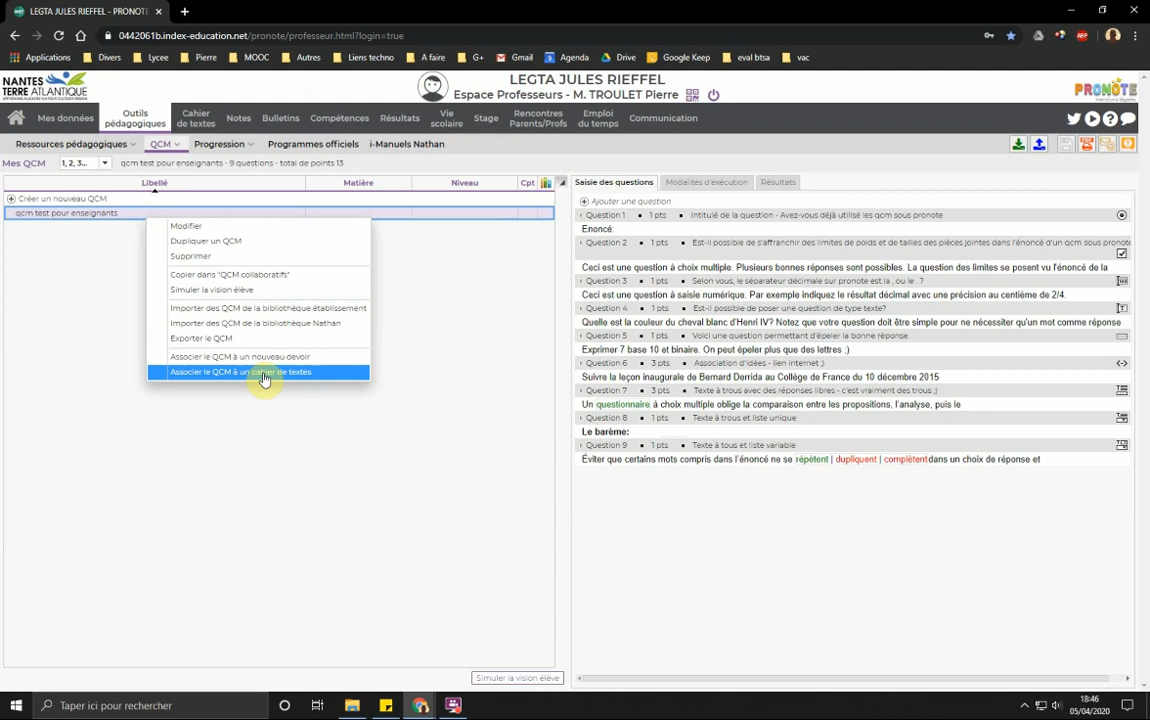 LEGTA JULES RIEFFEL - PRONOTE
0442061b.index-education.net/pronote/professeur.html?login=true
Applications Divers Lycee Pierre MOOC Autres Liens techno A faire G+ Gmail Agenda Drive Google Keep eval btsa vac
NANTES
TERRE ATLANTIQUE
LEGTA JULES RIEFFEL
Espace Professeurs - M. TROULET Pierre
PRONOTE
Mentions légales
Mes données
Outils pédagogiques
Cahier de textes
Notes
Bulletins
Compétences
Résultats
Vie scolaire
Stage
Rencontres Parents/Profs
Emploi du temps
Communication
Ressources pédagogiques QCM Progression Programmes officiels i-Manuels Nathan
Mes QCM 1, 2, 3... qcm test pour enseignants - 9 questions - total de points 13
Libellé Matière Niveau Cpt
Créer un nouveau QCM
qcm test pour enseignants
Modifier
Dupliquer un QCM
Supprimer
Copier dans "QCM collaboratifs"
Simuler la vision élève
Importer des QCM de la bibliothèque établissement
Importer des QCM de la bibliothèque Nathan
Exporter le QCM
Associer le QCM à un nouveau devoir
Associer le QCM à un cahier de textes
Simuler la vision élève
Saisie des questions Modalités d'exécution Résultats
Ajouter une question
Question 1 1 pts Intitulé de la question - Avez-vous déjà utilisé les qcm sous pronote
Enoncé:
Question 2 1 pts Est-il possible de s'affranchir des limites de poids et de tailles des pièces jointes dans l'énoncé d'un qcm sous pronote
Ceci est une question à choix multiple. Plusieurs bonnes réponses sont possibles. La question des limites se posent vu l'énoncé de la
Question 3 1 pts Selon vous, le séparateur décimale sur pronote est la , ou le . ?
Ceci est une question à saisie numérique. Par exemple indiquez le résultat décimal avec une précision au centième de 2/4.
Question 4 1 pts Est-il possible de poser une question de type texte?
Quelle est la couleur du cheval blanc d'Henri IV? Notez que votre question doit être simple pour ne nécessiter qu'un mot comme réponse
Question 5 1 pts Voici une question permettant d'épeler la bonne réponse.
Exprimer 7 base 10 et binaire. On peut épeler plus que des lettres ;)
Question 6 3 pts Association d'idées - lien internet ;)
Suivre la leçon inaugurale de Bernard Derrida au Collège de France du 10 décembre 2015
Question 7 3 pts Texte à trous avec des réponses libres - c'est vraiment des trous ;)
Un questionnaire à choix multiple oblige la comparaison entre les propositions, l'analyse, puis le
Question 8 1 pts Texte à trous et liste unique
Le barème:
Question 9 1 pts Texte à tous et liste variable
Éviter que certains mots compris dans l'énoncé ne se répètent | dupliquent | complètent dans un choix de réponse et
Taper ici pour rechercher
18:46
05/04/2020